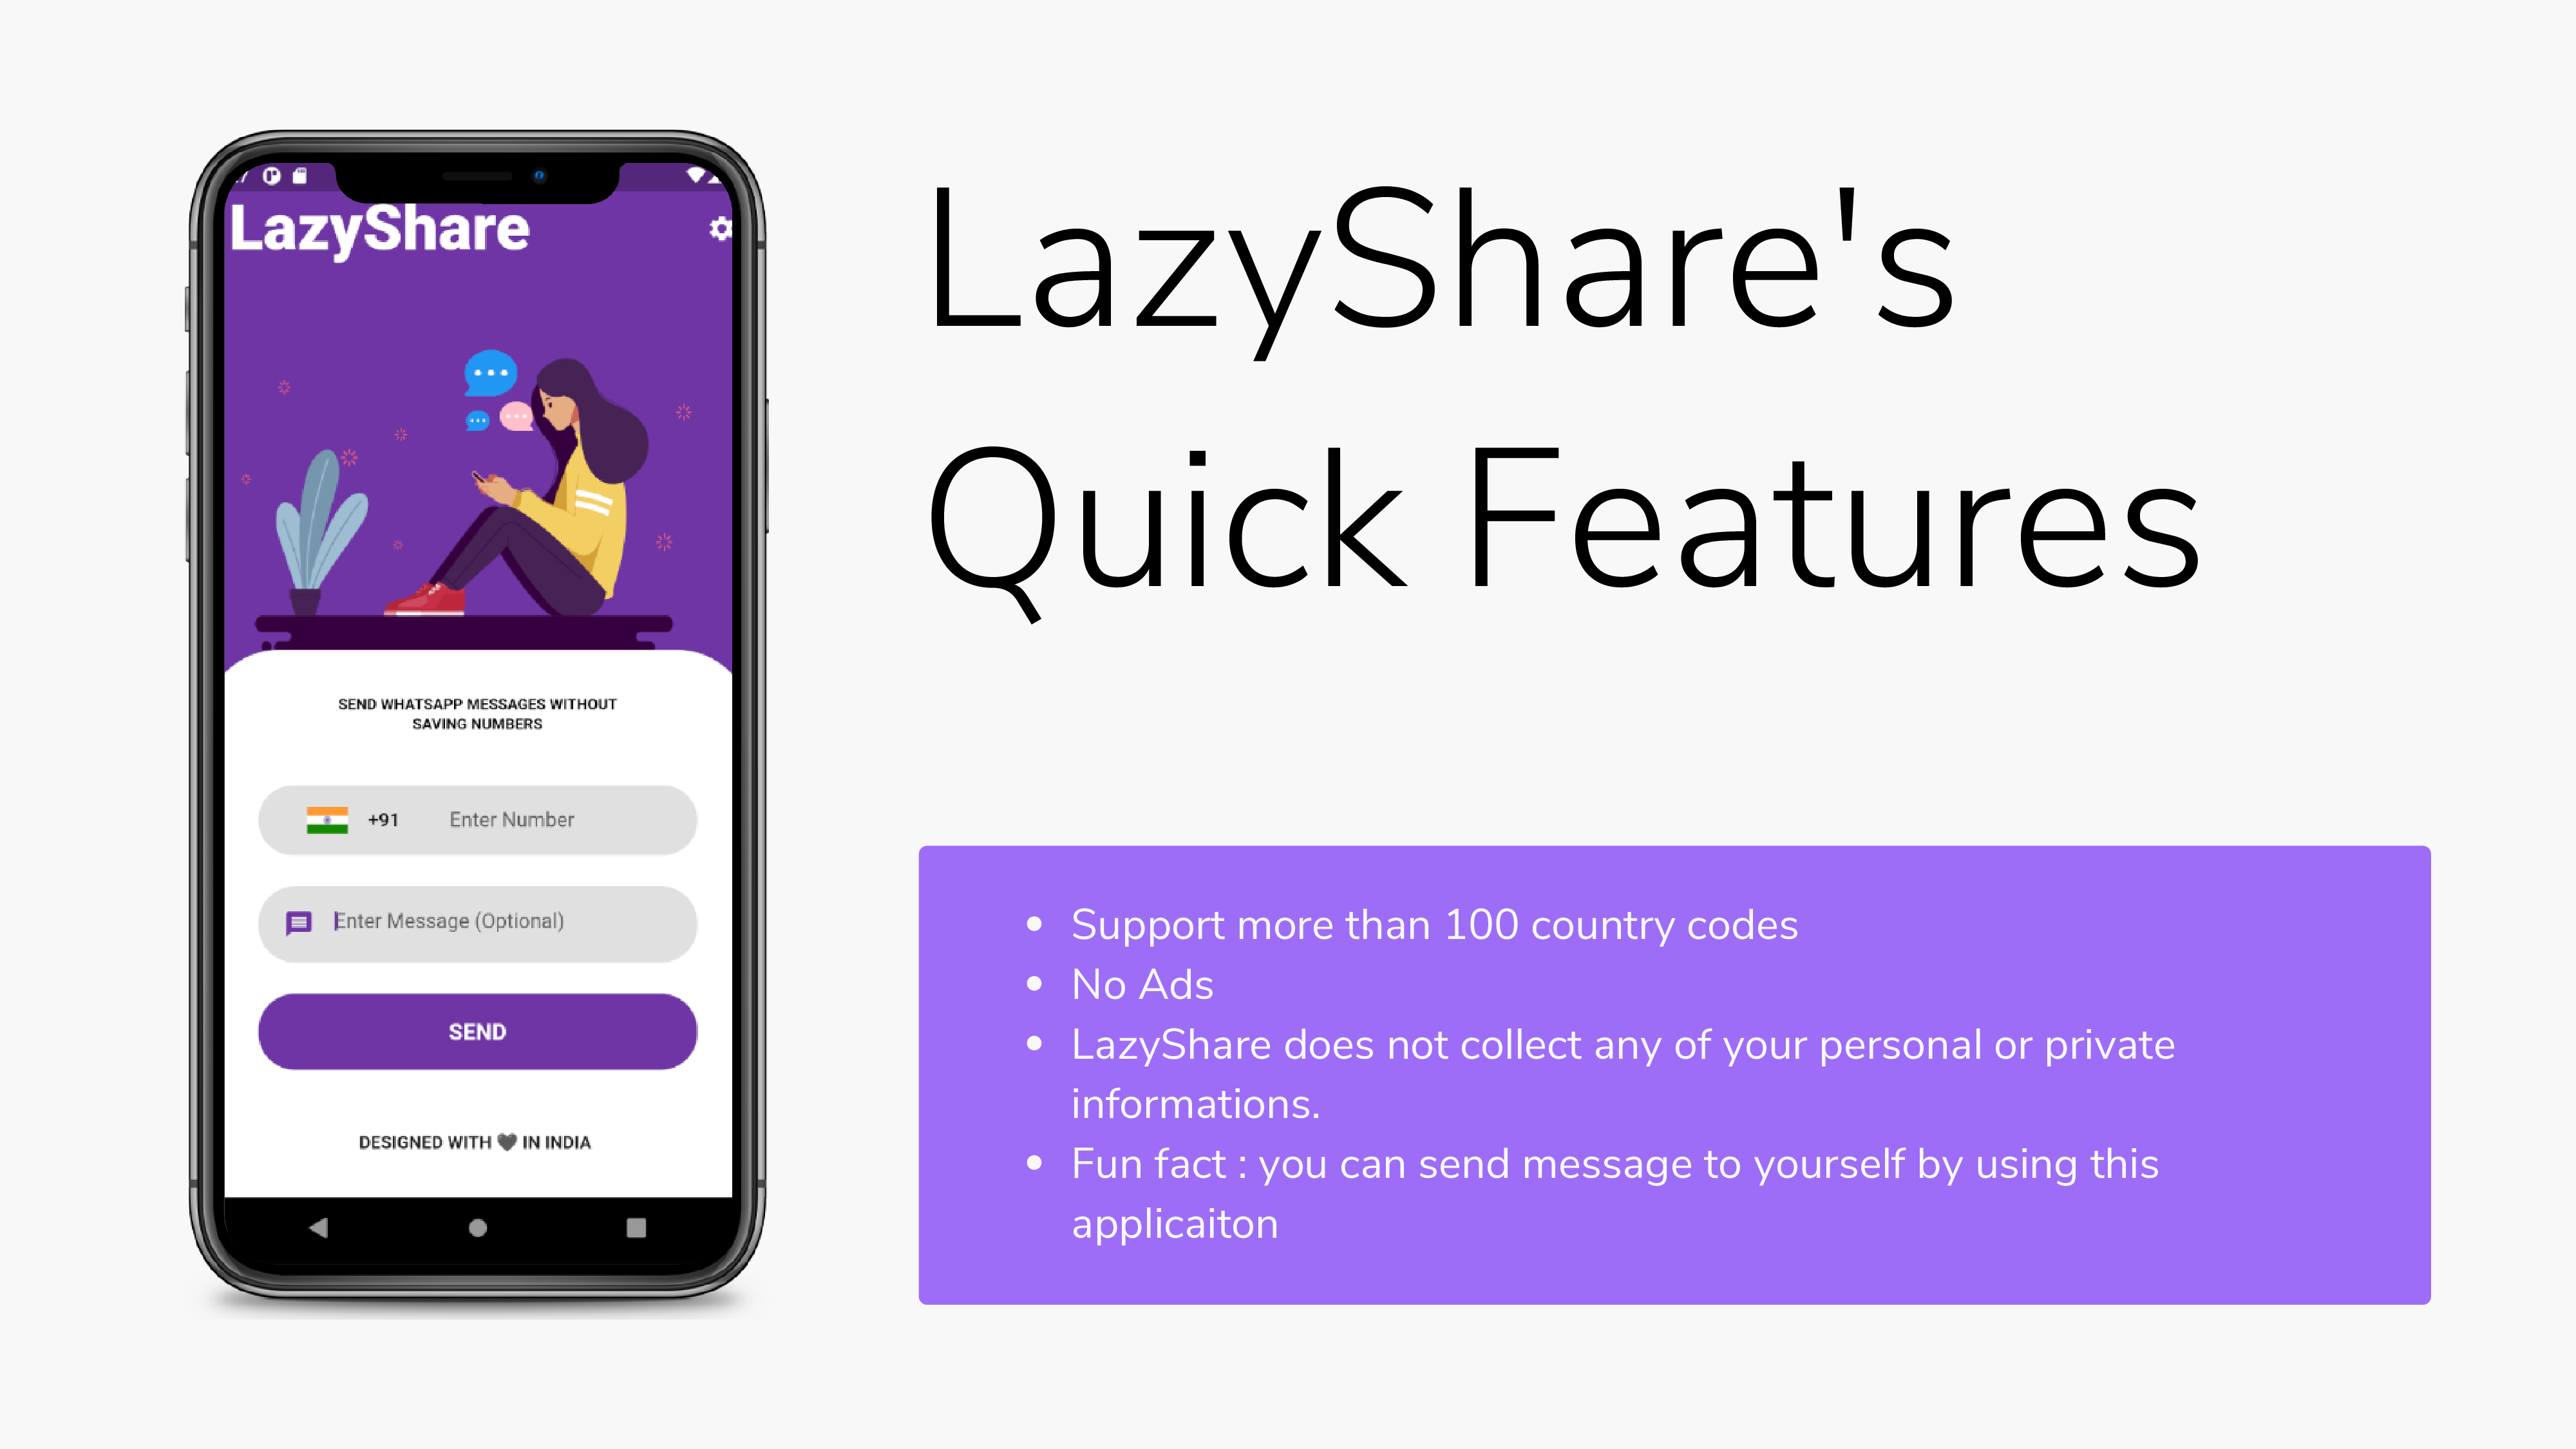 LazyShare
SEND WHATSAPP MESSAGES WITHOUT
SAVING NUMBERS
+91 Enter Number
Enter Message (Optional)
SEND
DESIGNED WITH 🖤 IN INDIA
LazyShare's
Quick Features
• Support more than 100 country codes
• No Ads
• LazyShare does not collect any of your personal or private
informations.
• Fun fact : you can send message to yourself by using this
applicaiton